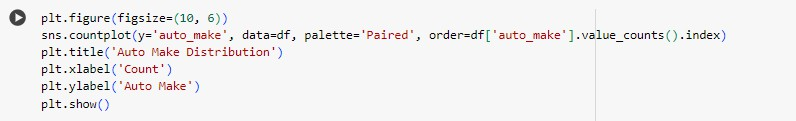 plt.figure(figsize=(10, 6))
sns.countplot(y='auto_make', data=df, palette='Paired', order=df['auto_make'].value_counts().index)
plt.title('Auto Make Distribution')
plt.xlabel('Count')
plt.ylabel('Auto Make')
plt.show()